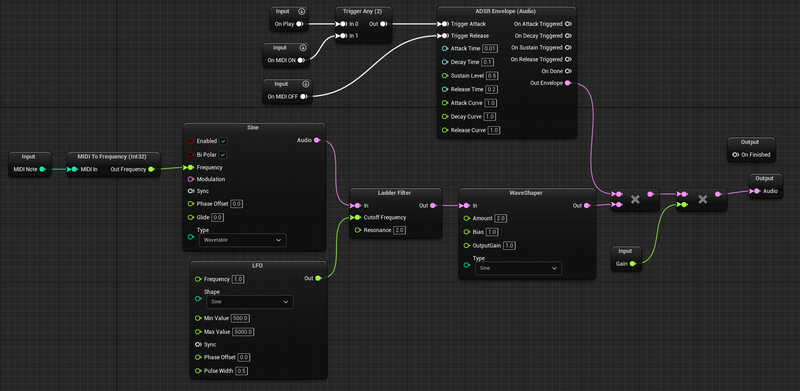 Input
On Play
Trigger Any (2)
In 0
Out
In 1
Input
On MIDI ON
Input
On MIDI OFF
ADSR Envelope (Audio)
Trigger Attack
On Attack Triggered
Trigger Release
On Decay Triggered
Attack Time 0.01
On Sustain Triggered
Decay Time 0.1
On Release Triggered
Sustain Level 0.5
On Done
Release Time 0.2
Out Envelope
Attack Curve 1.0
Decay Curve 1.0
Release Curve 1.0
Input
MIDI Note
MIDI To Frequency (Int32)
MIDI In
Out Frequency
Sine
Enabled
Audio
Bi Polar
Frequency
Modulation
Sync
Phase Offset 0.0
Glide 0.0
Type
Wavetable
LFO
Frequency 1.0
Out
Shape
Sine
Min Value 500.0
Max Value 5000.0
Sync
Phase Offset 0.0
Pulse Width 0.5
Ladder Filter
In
Out
Cutoff Frequency
Resonance 2.0
WaveShaper
In
Out
Amount 2.0
Bias 1.0
OutputGain 1.0
Type
Sine
Input
Gain
Output
On Finished
Output
Audio